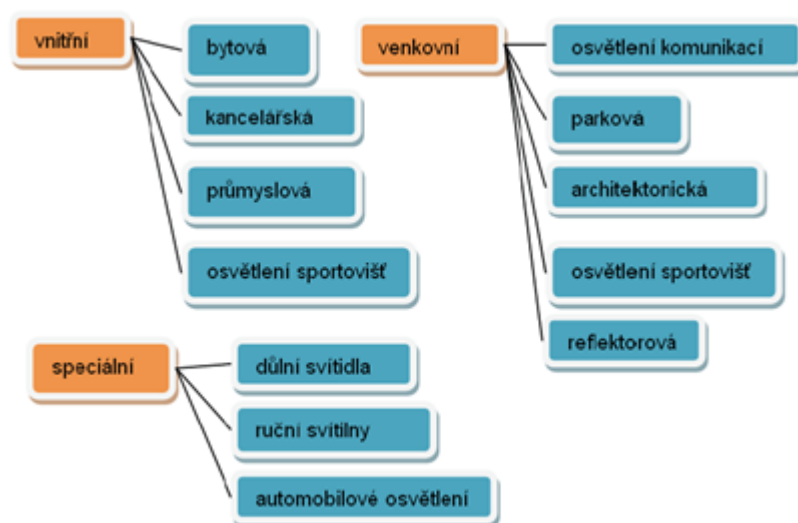 vnitřní
bytová
kancelářská
průmyslová
osvětlení sportovišť
venkovní
osvětlení komunikací
parková
architektonická
osvětlení sportovišť
reflektorová
speciální
důlní svítidla
ruční svítilny
automobilové osvětlení